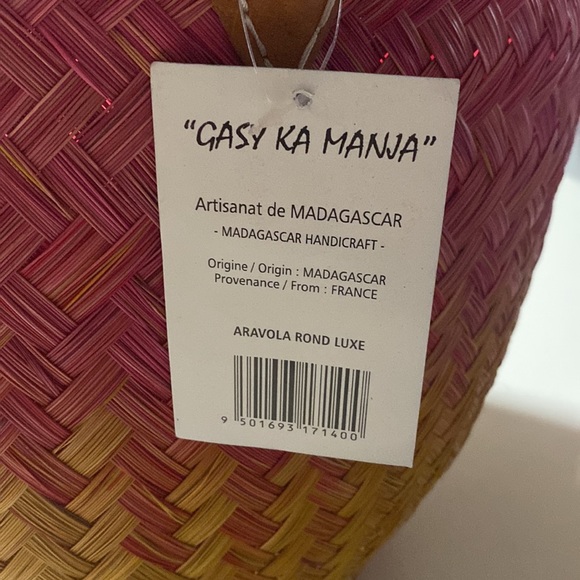 "GASY KA MANJA"
Artisanat de MADAGASCAR
- MADAGASCAR HANDICRAFT -
Origine / Origin : MADAGASCAR
Provenance / From : FRANCE
ARAVOLA ROND LUXE
9 501693 171400